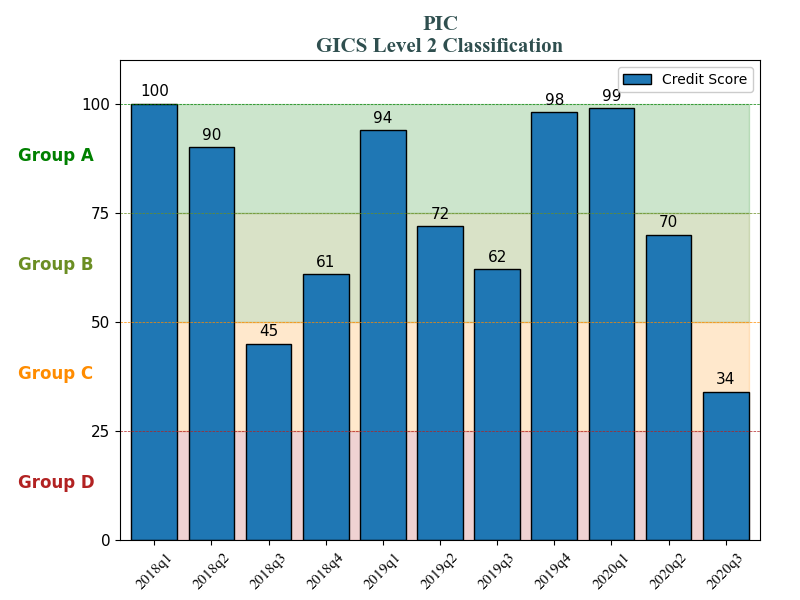 PIC
GICS Level 2 Classification
Credit Score
100
90
45
61
94
72
62
98
99
70
34
100
75
50
25
0
Group A
Group B
Group C
Group D
2018q1
2018q2
2018q3
2018q4
2019q1
2019q2
2019q3
2019q4
2020q1
2020q2
2020q3